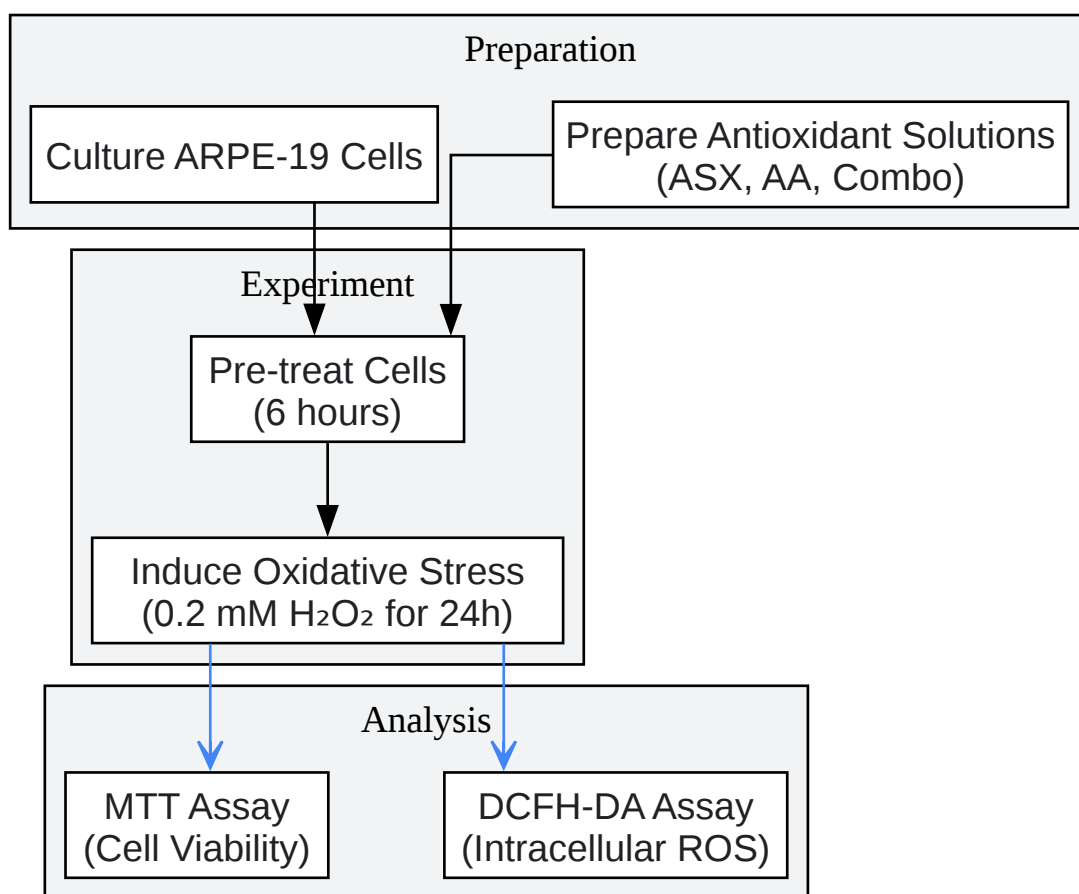 Preparation
Culture ARPE-19 Cells
Prepare Antioxidant Solutions
(ASX, AA, Combo)
Experiment
Pre-treat Cells
(6 hours)
Induce Oxidative Stress
(0.2 mM H₂O₂ for 24h)
Analysis
MTT Assay
(Cell Viability)
DCFH-DA Assay
(Intracellular ROS)